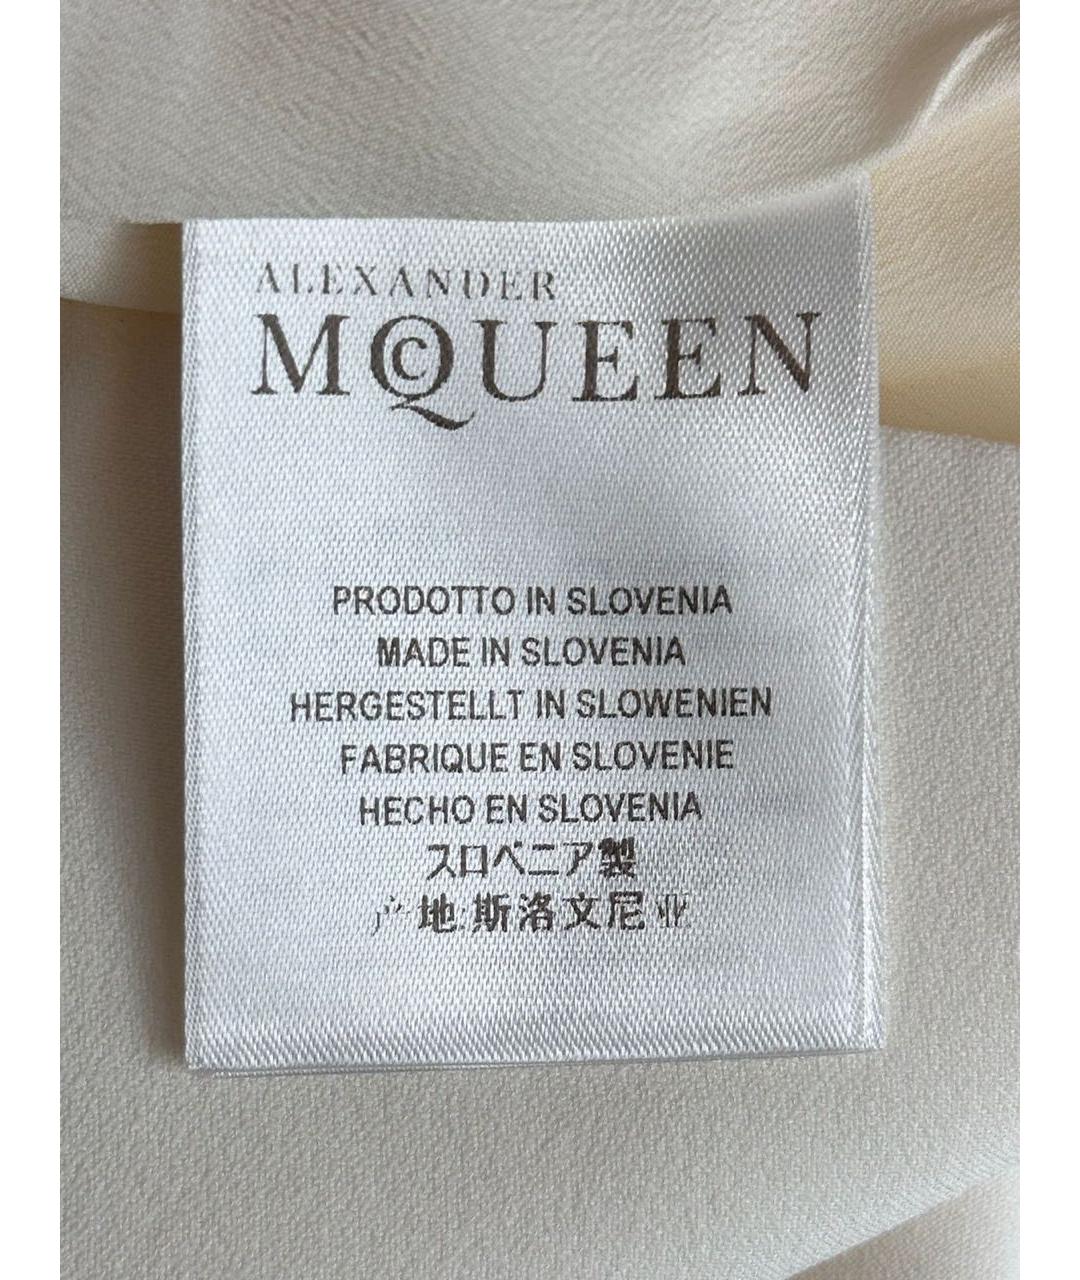 ALEXANDER
McQUEEN
PRODOTTO IN SLOVENIA
MADE IN SLOVENIA
HERGESTELLT IN SLOWENIEN
FABRIQUE EN SLOVENIE
HECHO EN SLOVENIA
スロベニア製
产地:斯洛文尼亚